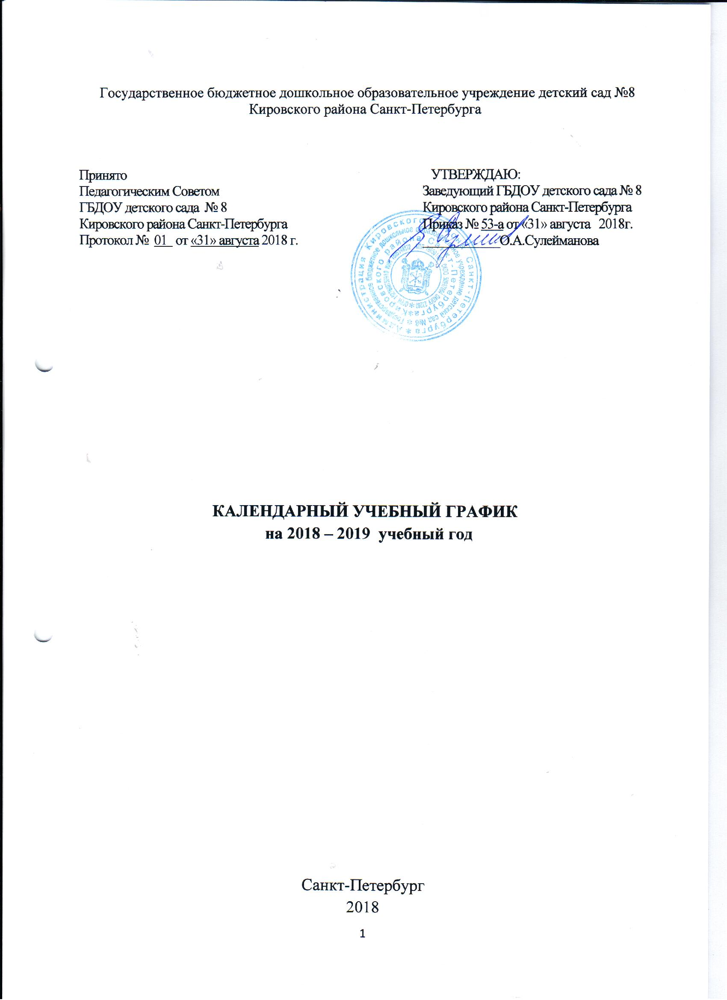 Государственное бюджетное дошкольное образовательное учреждение детский сад №8
Кировского района Санкт-Петербурга
Принято
Педагогическим Советом
ГБДОУ детского сада № 8
Кировского района Санкт-Петербурга
Протокол № 01 от «31» августа 2018 г.
УТВЕРЖДАЮ:
Заведующий ГБДОУ детского сада № 8
Кировского района Санкт-Петербурга
Приказ № 53-а от «31» августа 2018г.
О.А.Сулейманова
Администрация Кировского района Санкт-Петербурга *
Государственное бюджетное дошкольное образовательное учреждение детский сад №8 *
Кировского района Санкт-Петербурга *
КАЛЕНДАРНЫЙ УЧЕБНЫЙ ГРАФИК
на 2018 – 2019 учебный год
Санкт-Петербург
2018
1